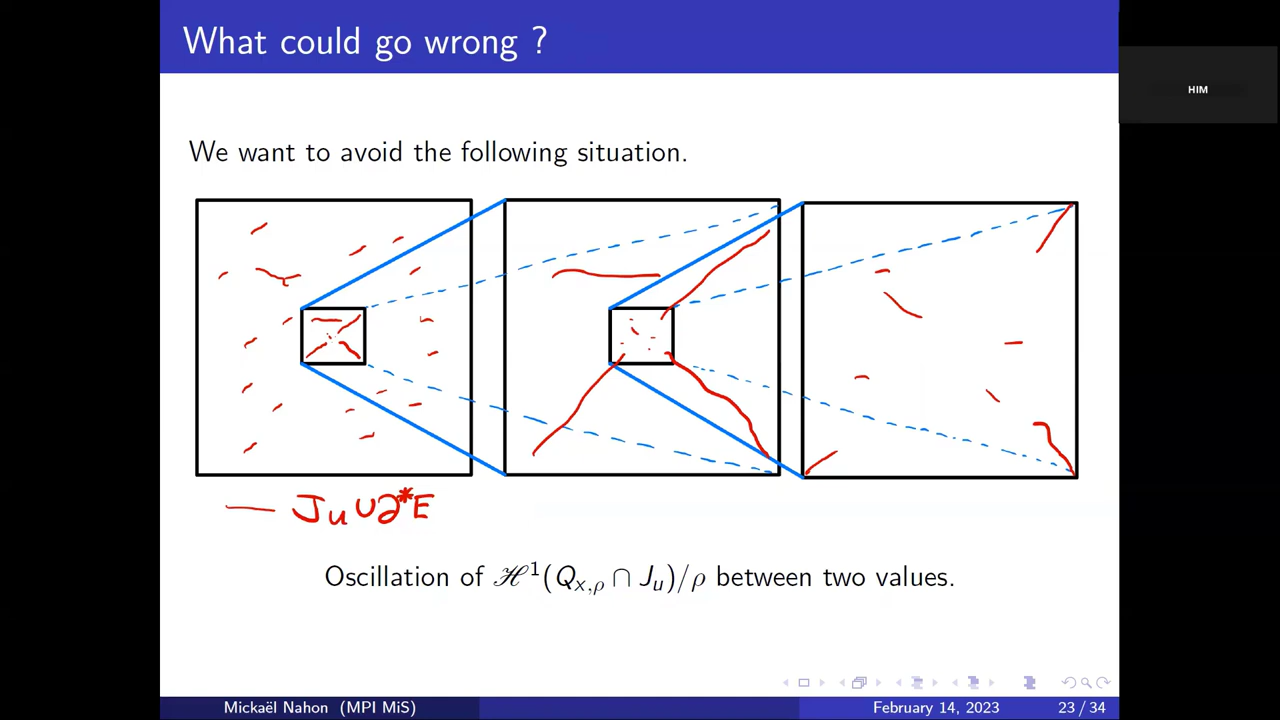 What could go wrong ?
HIM
We want to avoid the following situation.
— J_u ∪ ∂*E
Oscillation of ℋ¹(Q_{x,ρ} ∩ J_u)/ρ between two values.
Mickaël Nahon (MPI MiS) February 14, 2023 23 / 34